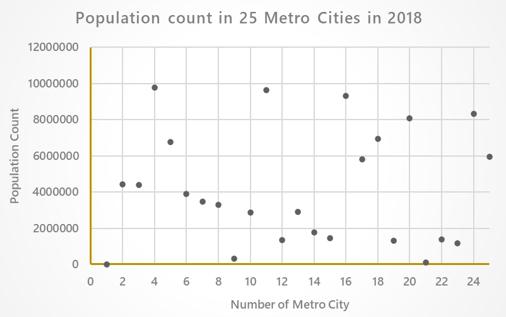 Population count in 25 Metro Cities in 2018
12000000
10000000
8000000
6000000
4000000
2000000
0
Population Count
0 2 4 6 8 10 12 14 16 18 20 22 24
Number of Metro City